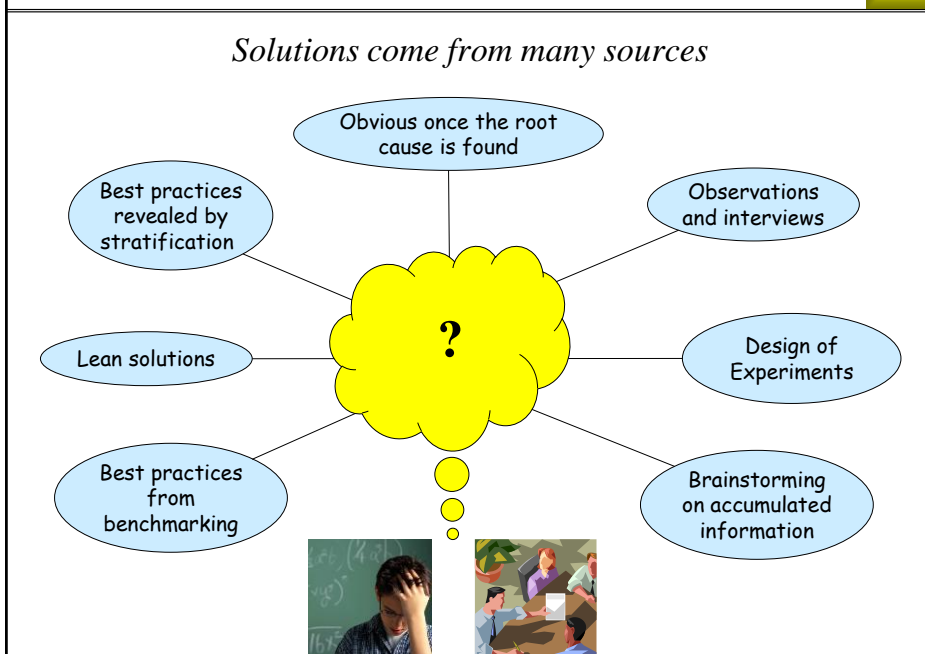 Solutions come from many sources
Obvious once the root
cause is found
Best practices
revealed by
stratification
Observations
and interviews
?
Lean solutions
Design of
Experiments
Best practices
from
benchmarking
Brainstorming
on accumulated
information